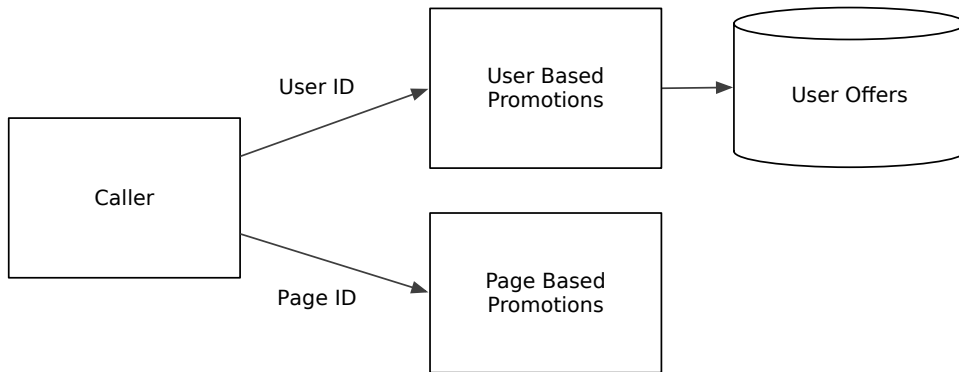 User ID
User Based
Promotions
User Offers
Caller
Page ID
Page Based
Promotions